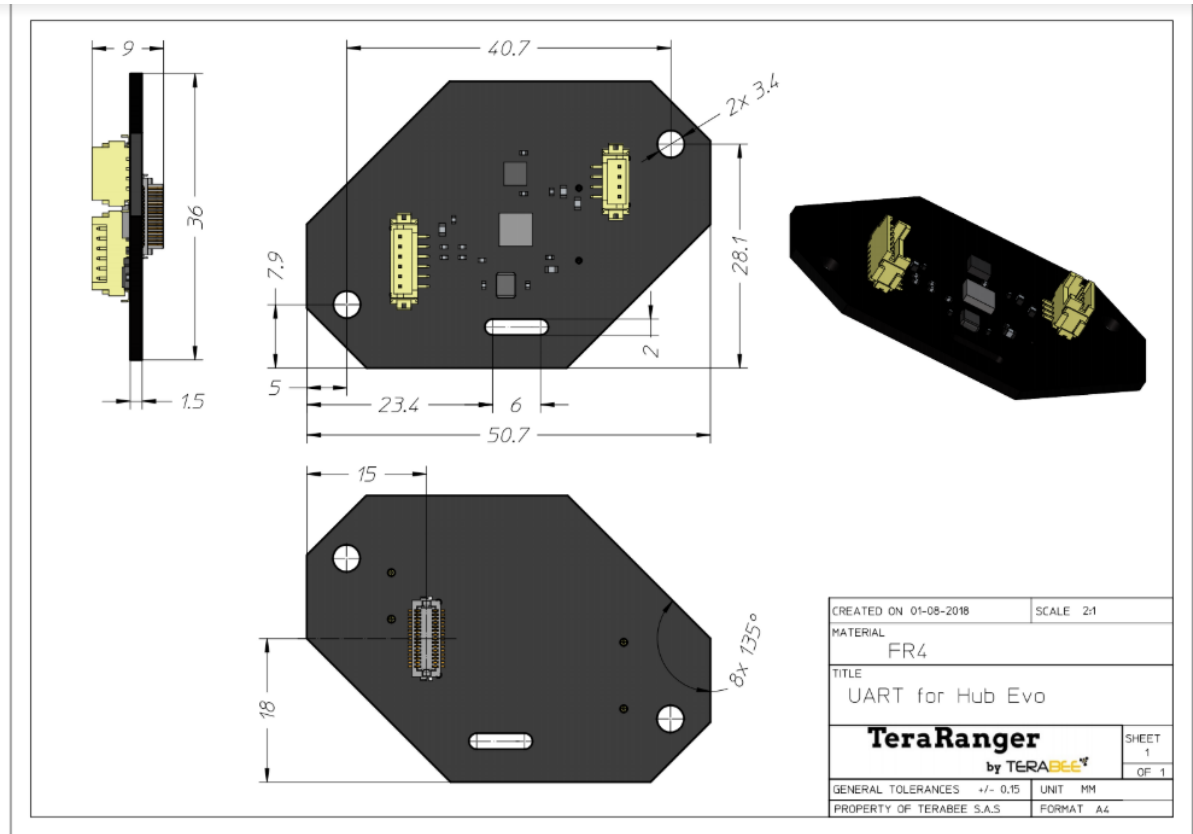 9
36
1.5
40.7
2x 3.4
28.1
7.9
5
23.4
6
2
50.7
15
18
8x 135°
CREATED ON 01-08-2018
SCALE 2:1
MATERIAL
FR4
TITLE
UART for Hub Evo
TeraRanger
by TERABEE
SHEET
1
OF 1
GENERAL TOLERANCES +/- 0.15
UNIT MM
PROPERTY OF TERABEE S.A.S
FORMAT A4